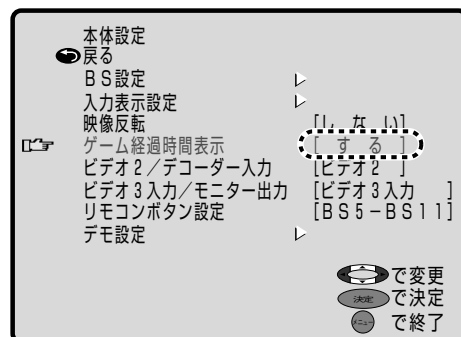 本体設定
戻る
BS設定
入力表示設定
映像反転 [しない]
ゲーム経過時間表示 [する]
ビデオ2/デコーダー入力 [ビデオ2]
ビデオ3入力/モニター出力 [ビデオ3入力]
リモコンボタン設定 [BS5-BS11]
デモ設定
で変更
決定 で決定
メニュー で終了